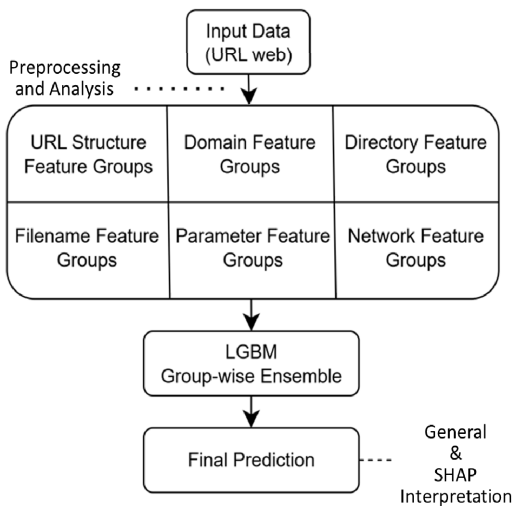 Input Data
(URL web)
Preprocessing
and Analysis
URL Structure
Feature Groups
Domain Feature
Groups
Directory Feature
Groups
Filename Feature
Groups
Parameter Feature
Groups
Network Feature
Groups
LGBM
Group-wise Ensemble
Final Prediction
General
&
SHAP
Interpretation